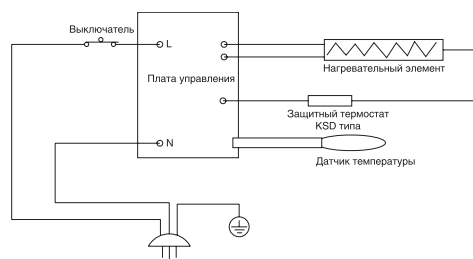 Выключатель
L
Плата управления
Нагревательный элемент
Защитный термостат
KSD типа
N
Датчик температуры